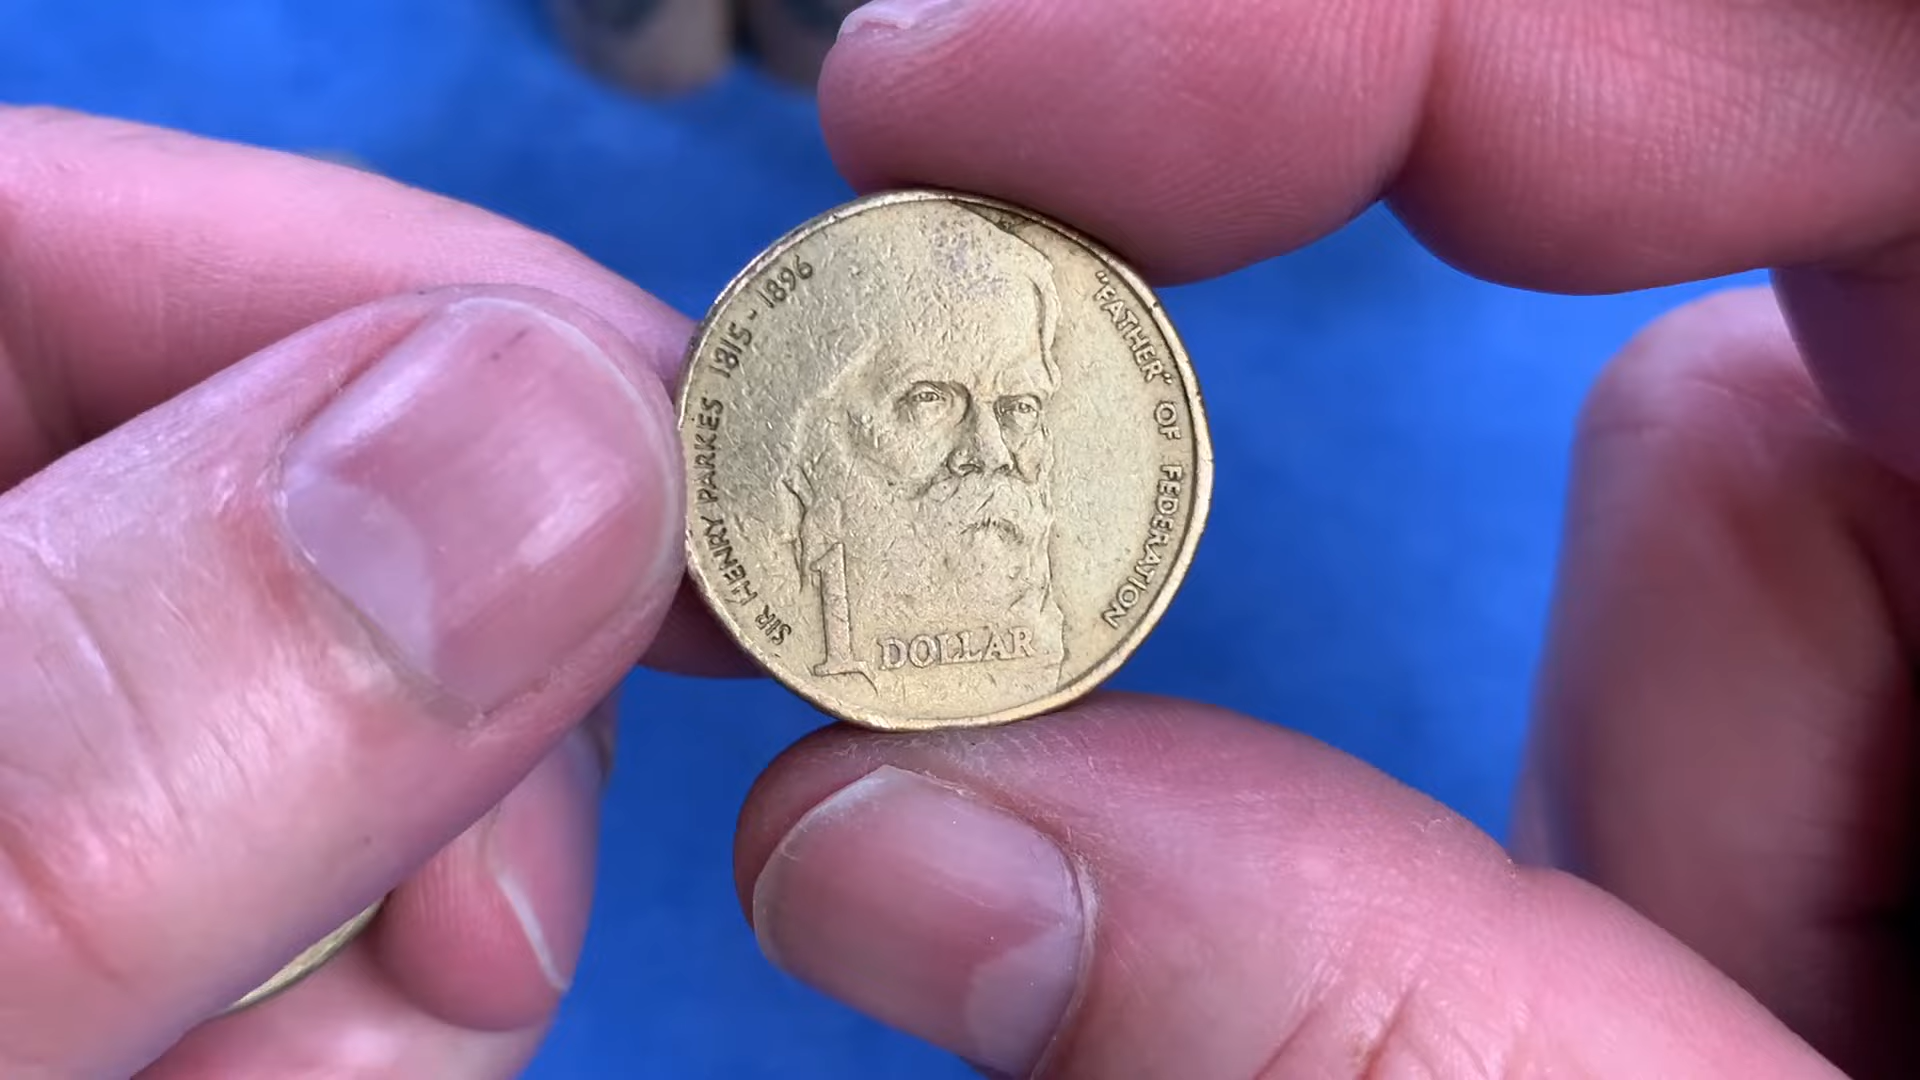 SIR HENRY PARKES 1815 - 1896
"FATHER" OF FEDERATION
1
DOLLAR